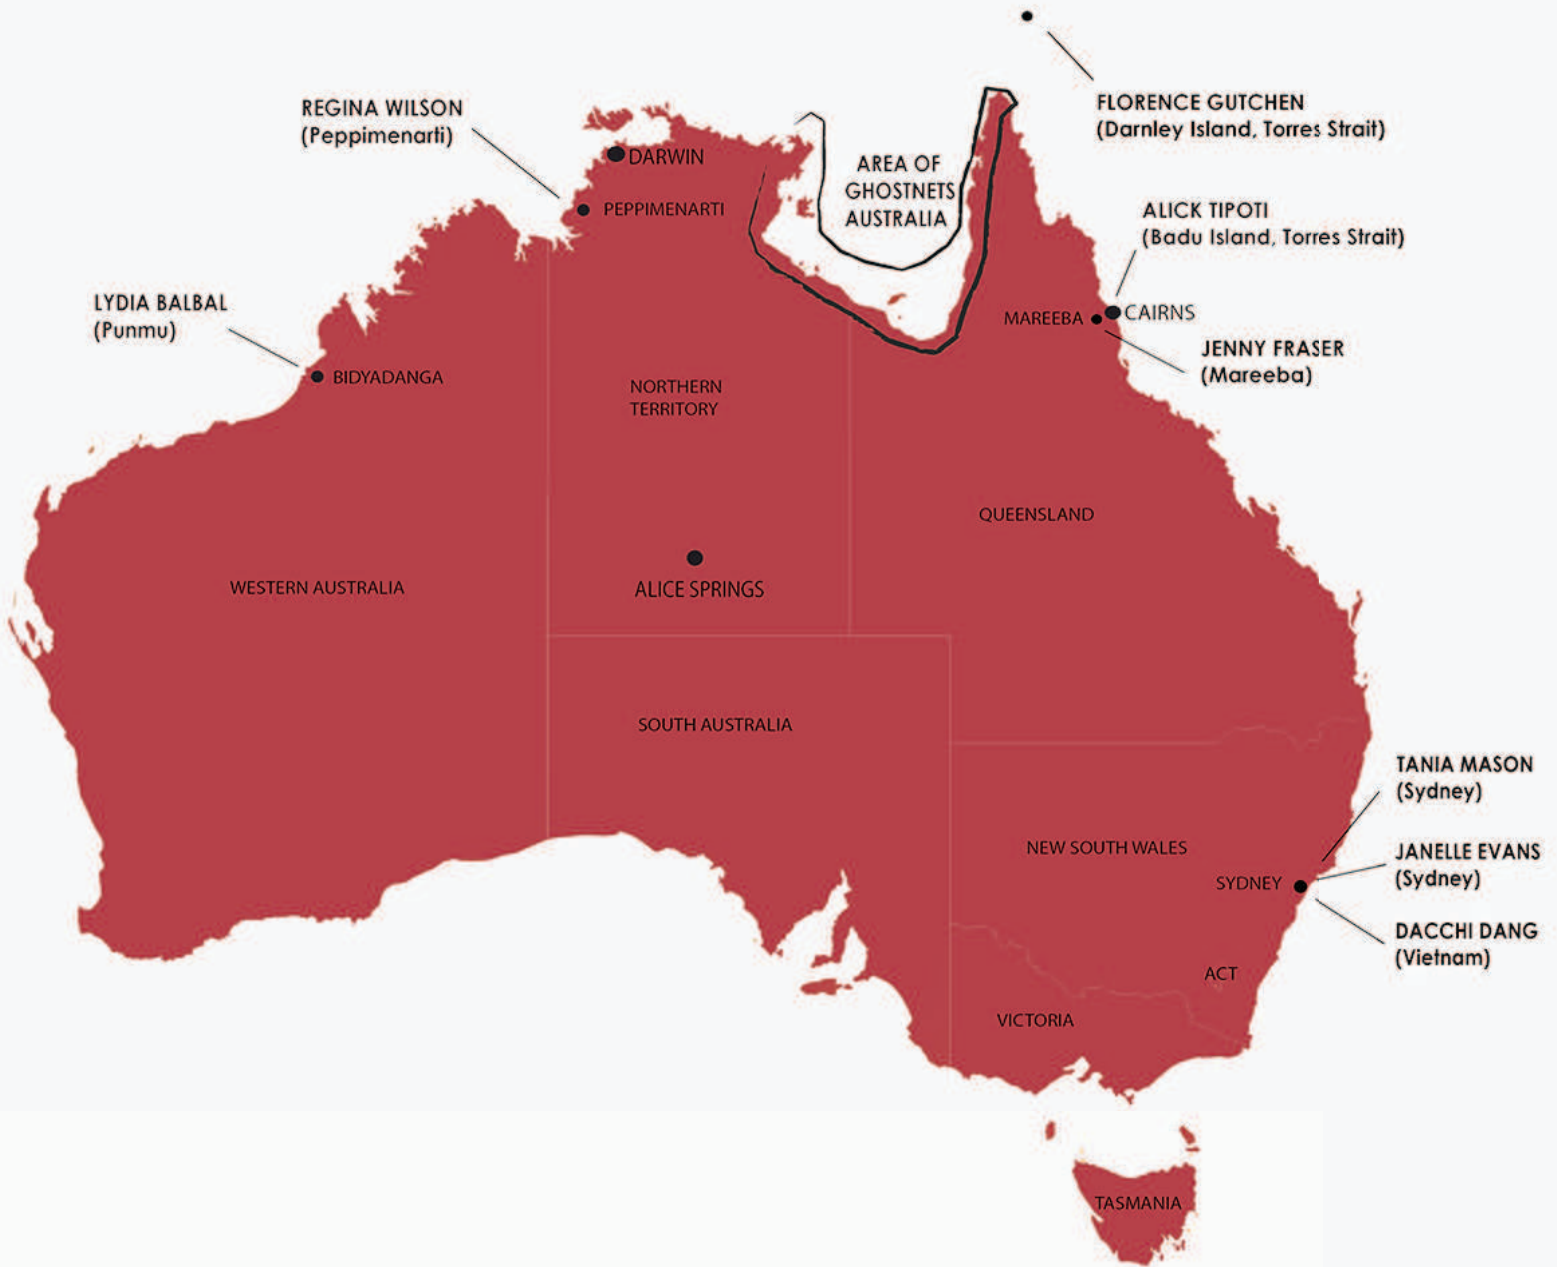 FLORENCE GUTCHEN
(Darnley Island, Torres Strait)
REGINA WILSON
(Peppimenarti)
DARWIN
AREA OF
GHOSTNETS
AUSTRALIA
PEPPIMENARTI
ALICK TIPOTI
(Badu Island, Torres Strait)
LYDIA BALBAL
(Punmu)
MAREEBA
CAIRNS
JENNY FRASER
(Mareeba)
BIDYADANGA
NORTHERN
TERRITORY
QUEENSLAND
WESTERN AUSTRALIA
ALICE SPRINGS
SOUTH AUSTRALIA
TANIA MASON
(Sydney)
NEW SOUTH WALES
JANELLE EVANS
(Sydney)
SYDNEY
DACCHI DANG
(Vietnam)
ACT
VICTORIA
TASMANIA